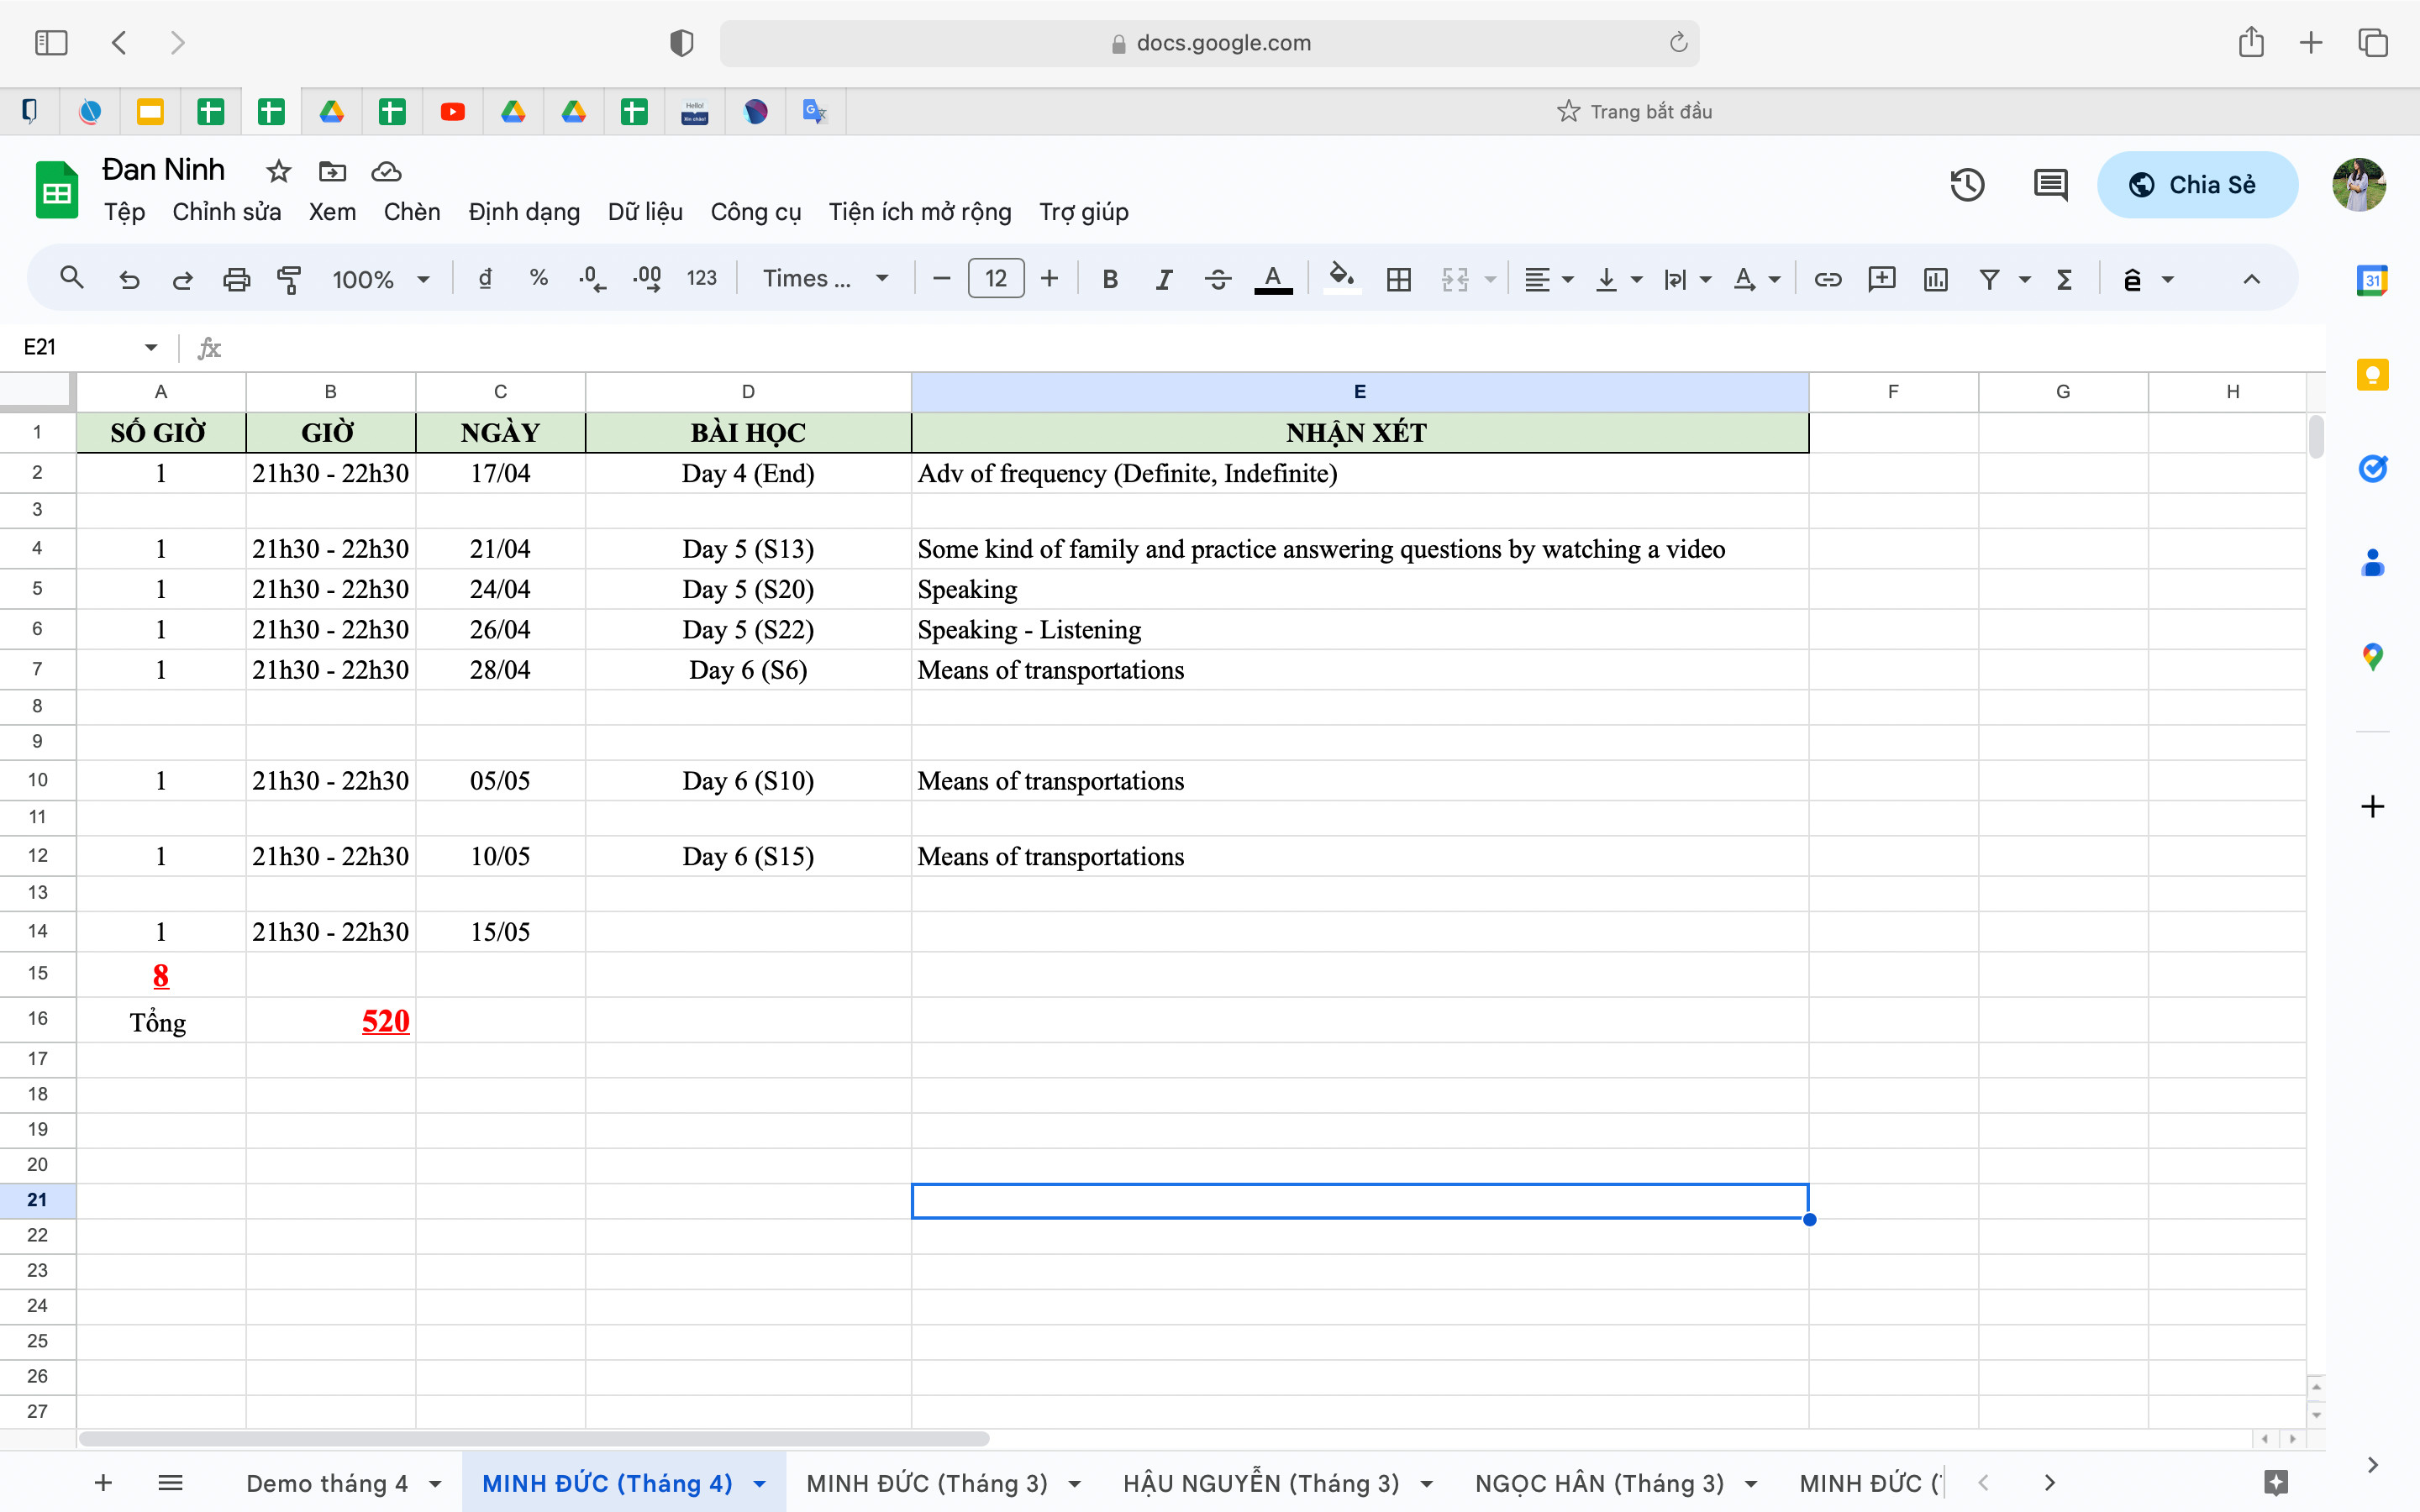 docs.google.com
Hello!
Xin chào!
Trang bắt đầu
Đan Ninh
Tệp Chỉnh sửa Xem Chèn Định dạng Dữ liệu Công cụ Tiện ích mở rộng Trợ giúp
Chia Sẻ
100% đ % .0 .00 123 Times ... 12 B I A ê
31
E21 fx
A B C D E F G H
1 SỐ GIỜ GIỜ NGÀY BÀI HỌC NHẬN XÉT
2 1 21h30 - 22h30 17/04 Day 4 (End) Adv of frequency (Definite, Indefinite)
3
4 1 21h30 - 22h30 21/04 Day 5 (S13) Some kind of family and practice answering questions by watching a video
5 1 21h30 - 22h30 24/04 Day 5 (S20) Speaking
6 1 21h30 - 22h30 26/04 Day 5 (S22) Speaking - Listening
7 1 21h30 - 22h30 28/04 Day 6 (S6) Means of transportations
8
9
10 1 21h30 - 22h30 05/05 Day 6 (S10) Means of transportations
11
12 1 21h30 - 22h30 10/05 Day 6 (S15) Means of transportations
13
14 1 21h30 - 22h30 15/05
15 8
16 Tổng 520
17
18
19
20
21
22
23
24
25
26
27
Demo tháng 4 MINH ĐỨC (Tháng 4) MINH ĐỨC (Tháng 3) HẬU NGUYỄN (Tháng 3) NGỌC HÂN (Tháng 3) MINH ĐỨC (